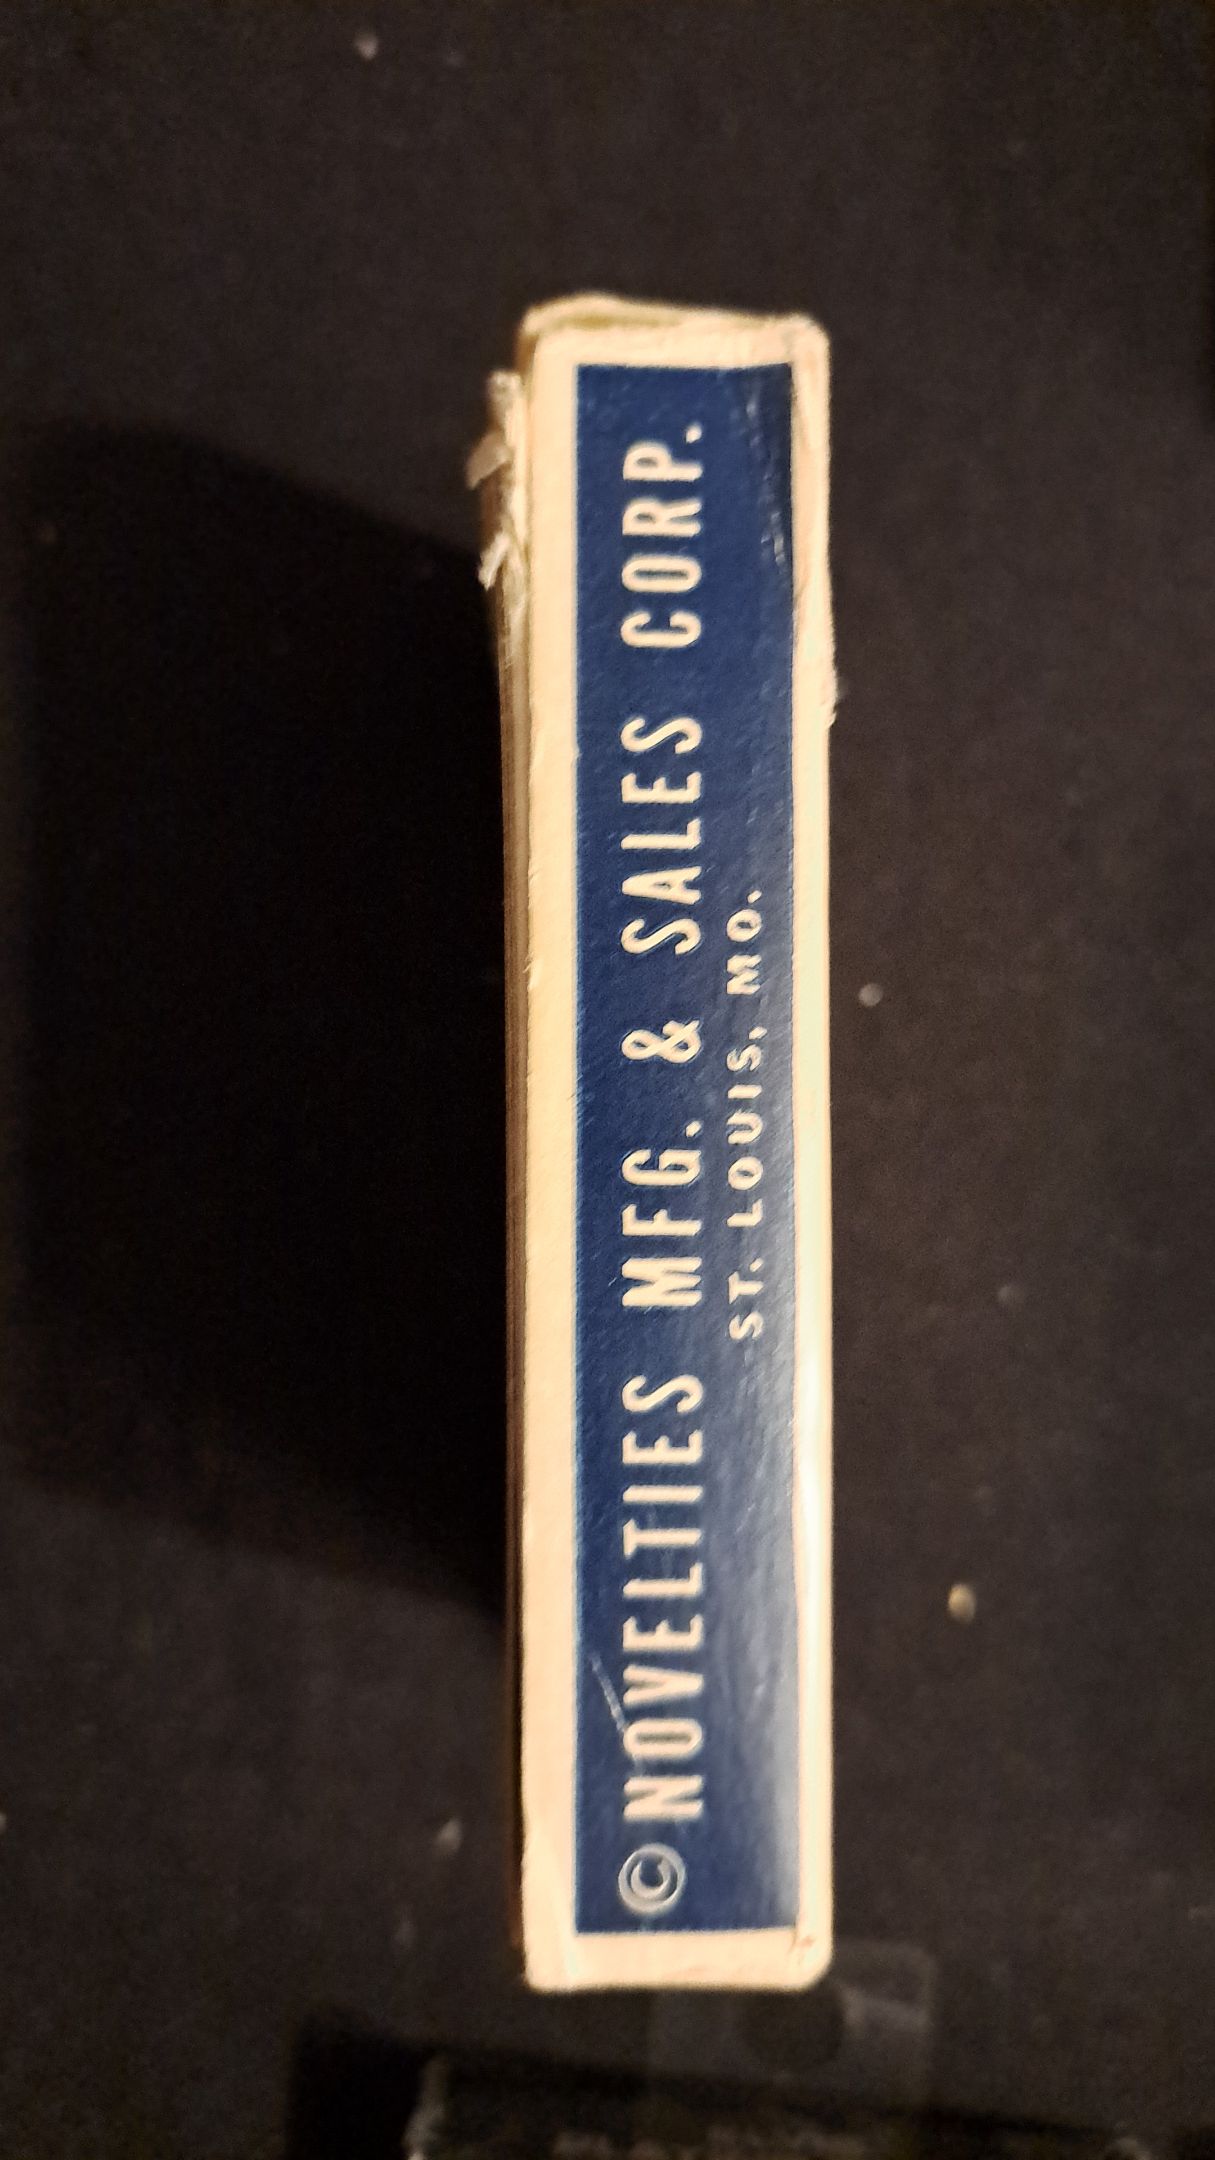 © NOVELTIES MFG. & SALES CORP.
ST. LOUIS, MO.